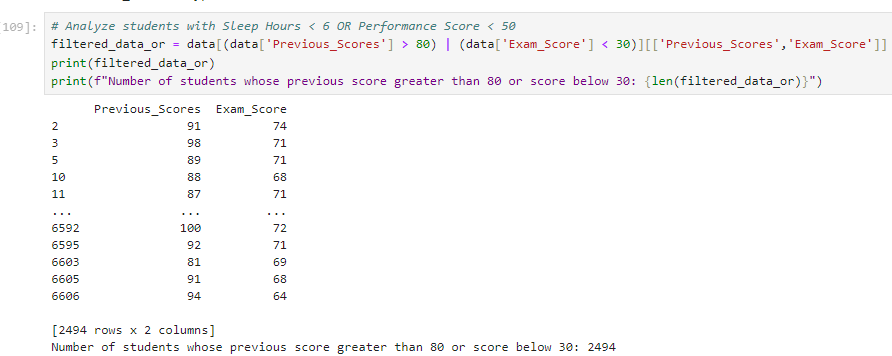 109]:
# Analyze students with Sleep Hours < 6 OR Performance Score < 50
filtered_data_or = data[(data['Previous_Scores'] > 80) | (data['Exam_Score'] < 30)][['Previous_Scores','Exam_Score']]
print(filtered_data_or)
print(f"Number of students whose previous score greater than 80 or score below 30: {len(filtered_data_or)}")
Previous_Scores Exam_Score
2 91 74
3 98 71
5 89 71
10 88 68
11 87 71
... ... ...
6592 100 72
6595 92 71
6603 81 69
6605 91 68
6606 94 64
[2494 rows x 2 columns]
Number of students whose previous score greater than 80 or score below 30: 2494